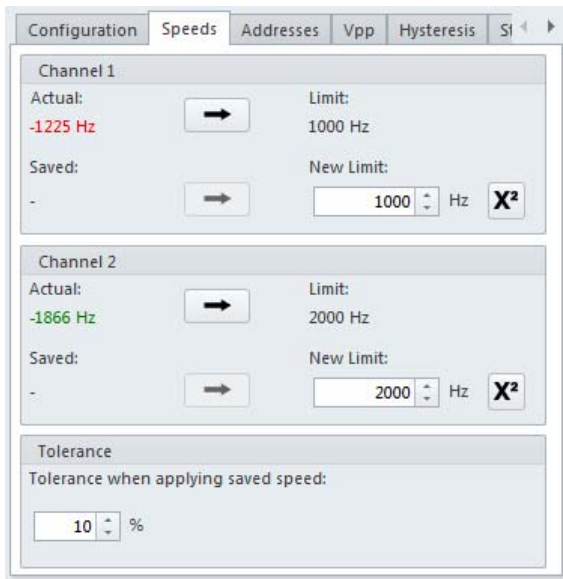 Configuration Speeds Addresses Vpp Hysteresis
Channel 1
Actual: Limit:
-1225 Hz 1000 Hz
Saved: New Limit:
- 1000 Hz X²
Channel 2
Actual: Limit:
-1866 Hz 2000 Hz
Saved: New Limit:
- 2000 Hz X²
Tolerance
Tolerance when applying saved speed:
10 %